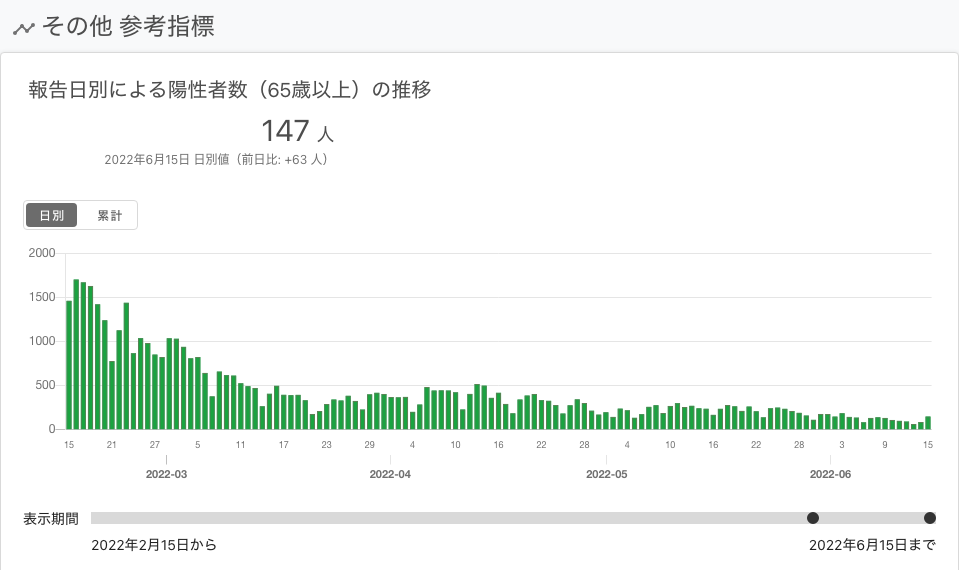 その他 参考指標
報告日別による陽性者数（65歳以上）の推移
147 人
2022年6月15日 日別値（前日比: +63 人）
日別 累計
2000
1500
1000
500
0
15 21 27 5 11 17 23 29 4 10 16 22 28 4 10 16 22 28 3 9 15
2022-03 2022-04 2022-05 2022-06
表示期間
2022年2月15日から 2022年6月15日まで